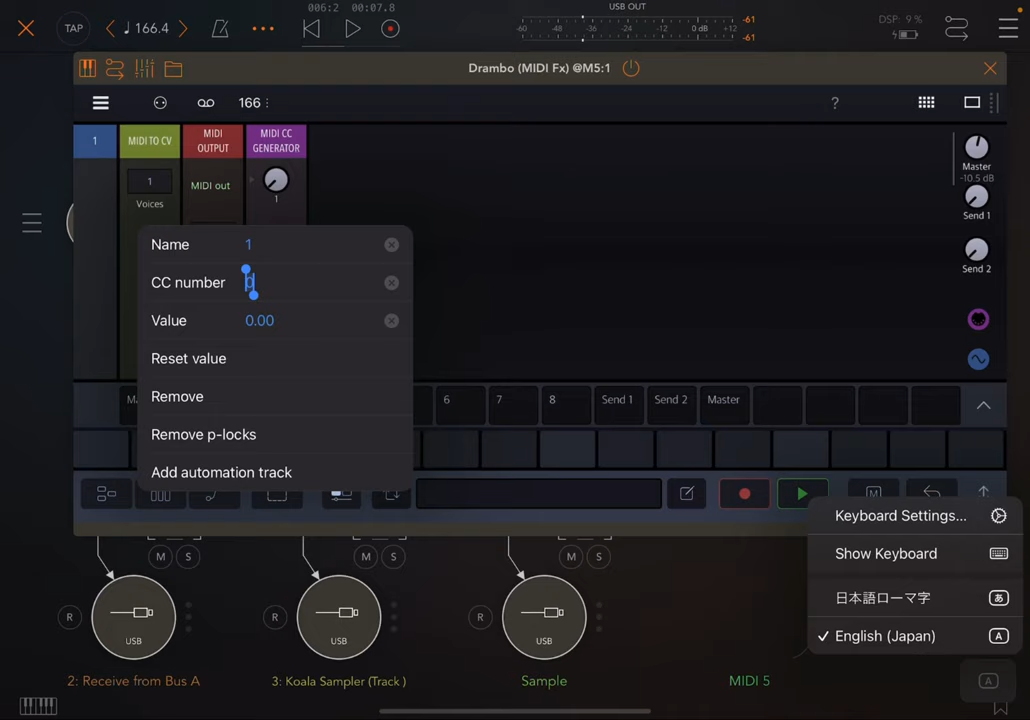 006:2 00:07.8
USB OUT
TAP
♩166.4
-60 -48 -36 -24 -12 0 dB +12
-61
-61
DSP: 9 %
Drambo (MIDI Fx) @M5:1
166
?
1
MIDI TO CV
MIDI OUTPUT
MIDI CC GENERATOR
1
Voices
MIDI out
1
Master
-10.5 dB
Send 1
Send 2
Name 1
CC number 0
Value 0.00
Reset value
Remove
Remove p-locks
Add automation track
6
7
8
Send 1
Send 2
Master
M
Keyboard Settings...
Show Keyboard
日本語ローマ字 あ
✓ English (Japan) A
M S
M S
M S
R
USB
R
USB
R
USB
2: Receive from Bus A
3: Koala Sampler (Track )
Sample
MIDI 5
A